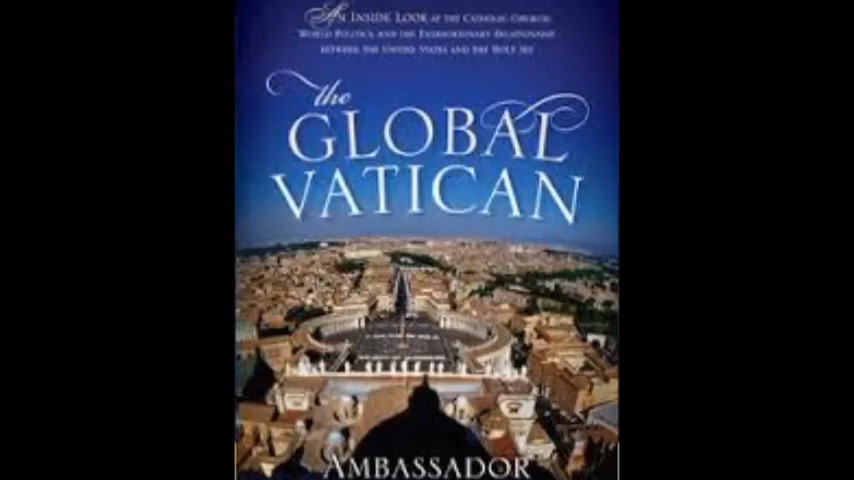 AN INSIDE LOOK AT THE CATHOLIC CHURCH,
WORLD POLITICS, AND THE EXTRAORDINARY RELATIONSHIP
BETWEEN THE UNITED STATES AND THE HOLY SEE
the
GLOBAL
VATICAN
AMBASSADOR